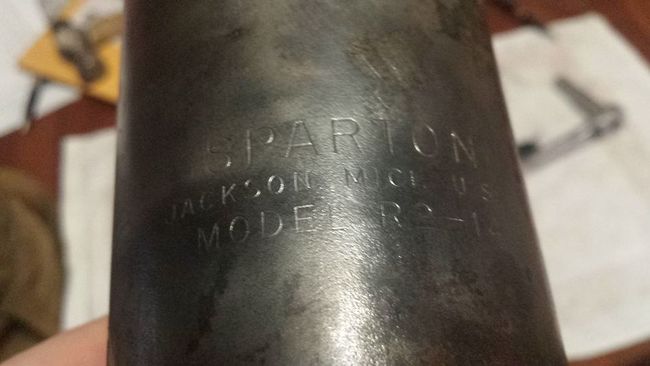 SPARTON
JACKSON, MICH. U.S.
MODEL